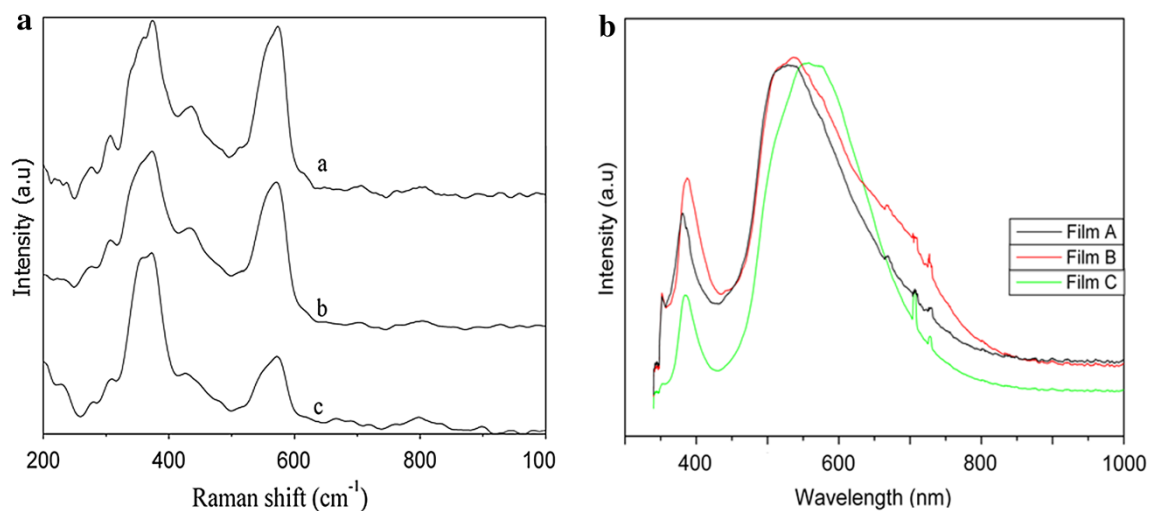 a
Intensity (a.u)
a
b
c
200 400 600 800 100
Raman shift (cm⁻¹)
b
Intensity (a.u)
Film A
Film B
Film C
400 600 800 1000
Wavelength (nm)